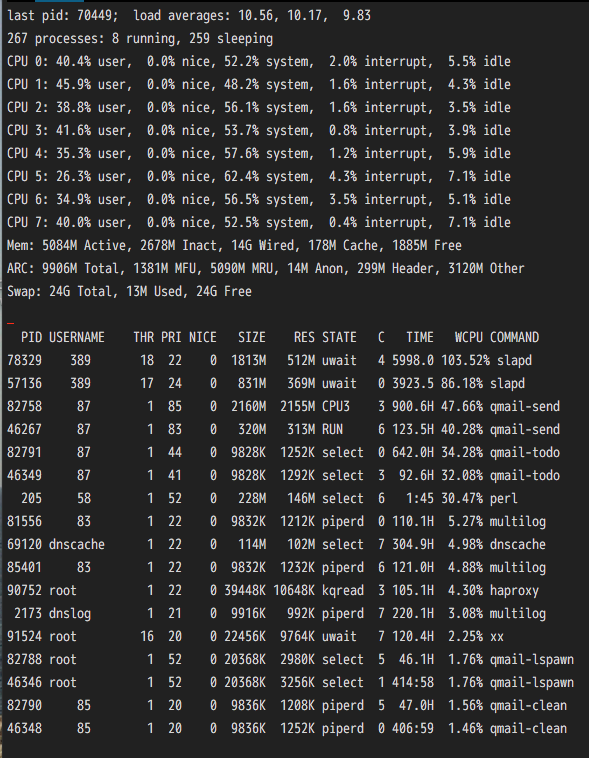 last pid: 70449;  load averages: 10.56, 10.17,  9.83
267 processes: 8 running, 259 sleeping
CPU 0: 40.4% user,  0.0% nice, 52.2% system,  2.0% interrupt,  5.5% idle
CPU 1: 45.9% user,  0.0% nice, 48.2% system,  1.6% interrupt,  4.3% idle
CPU 2: 38.8% user,  0.0% nice, 56.1% system,  1.6% interrupt,  3.5% idle
CPU 3: 41.6% user,  0.0% nice, 53.7% system,  0.8% interrupt,  3.9% idle
CPU 4: 35.3% user,  0.0% nice, 57.6% system,  1.2% interrupt,  5.9% idle
CPU 5: 26.3% user,  0.0% nice, 62.4% system,  4.3% interrupt,  7.1% idle
CPU 6: 34.9% user,  0.0% nice, 56.5% system,  3.5% interrupt,  5.1% idle
CPU 7: 40.0% user,  0.0% nice, 52.5% system,  0.4% interrupt,  7.1% idle
Mem: 5084M Active, 2678M Inact, 14G Wired, 178M Cache, 1885M Free
ARC: 9906M Total, 1381M MFU, 5090M MRU, 14M Anon, 299M Header, 3120M Other
Swap: 24G Total, 13M Used, 24G Free
PID USERNAME THR PRI NICE SIZE RES STATE C TIME WCPU COMMAND
78329 389 18 22 0 1813M 512M uwait 4 5998.0 103.52% slapd
57136 389 17 24 0 831M 369M uwait 0 3923.5 86.18% slapd
82758 87 1 85 0 2160M 2155M CPU3 3 900.6H 47.66% qmail-send
46267 87 1 83 0 320M 313M RUN 6 123.5H 40.28% qmail-send
82791 87 1 44 0 9828K 1252K select 0 642.0H 34.28% qmail-todo
46349 87 1 41 0 9828K 1292K select 3 92.6H 32.08% qmail-todo
205 58 1 52 0 228M 146M select 6 1:45 30.47% perl
81556 83 1 22 0 9832K 1212K piperd 0 110.1H 5.27% multilog
69120 dnscache 1 22 0 114M 102M select 7 304.9H 4.98% dnscache
85401 83 1 22 0 9832K 1232K piperd 6 121.0H 4.88% multilog
90752 root 1 22 0 39448K 10648K kqread 3 105.1H 4.30% haproxy
2173 dnslog 1 21 0 9916K 992K piperd 7 220.1H 3.08% multilog
91524 root 16 20 0 22456K 9764K uwait 7 120.4H 2.25% xx
82788 root 1 52 0 20368K 2980K select 5 46.1H 1.76% qmail-lspawn
46346 root 1 52 0 20368K 3256K select 1 414:58 1.76% qmail-lspawn
82790 85 1 20 0 9836K 1208K piperd 5 47.0H 1.56% qmail-clean
46348 85 1 20 0 9836K 1252K piperd 0 406:59 1.46% qmail-clean